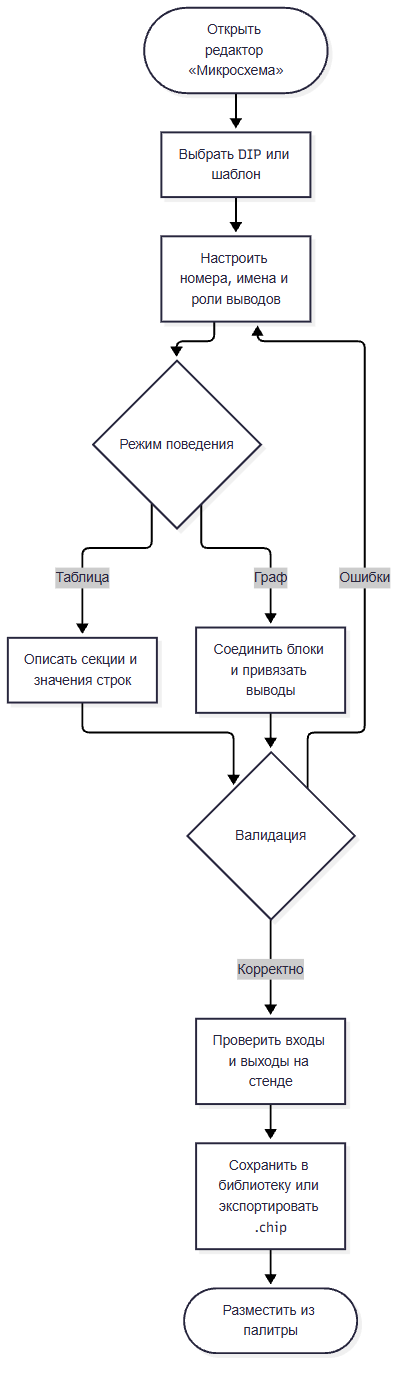 Открыть
редактор
«Микросхема»
Выбрать DIP или
шаблон
Настроить
номера, имена и
роли выводов
Режим поведения
Таблица
Граф
Ошибки
Описать секции и
значения строк
Соединить блоки
и привязать
выводы
Валидация
Корректно
Проверить входы
и выходы на
стенде
Сохранить в
библиотеку или
экспортировать
.chip
Разместить из
палитры